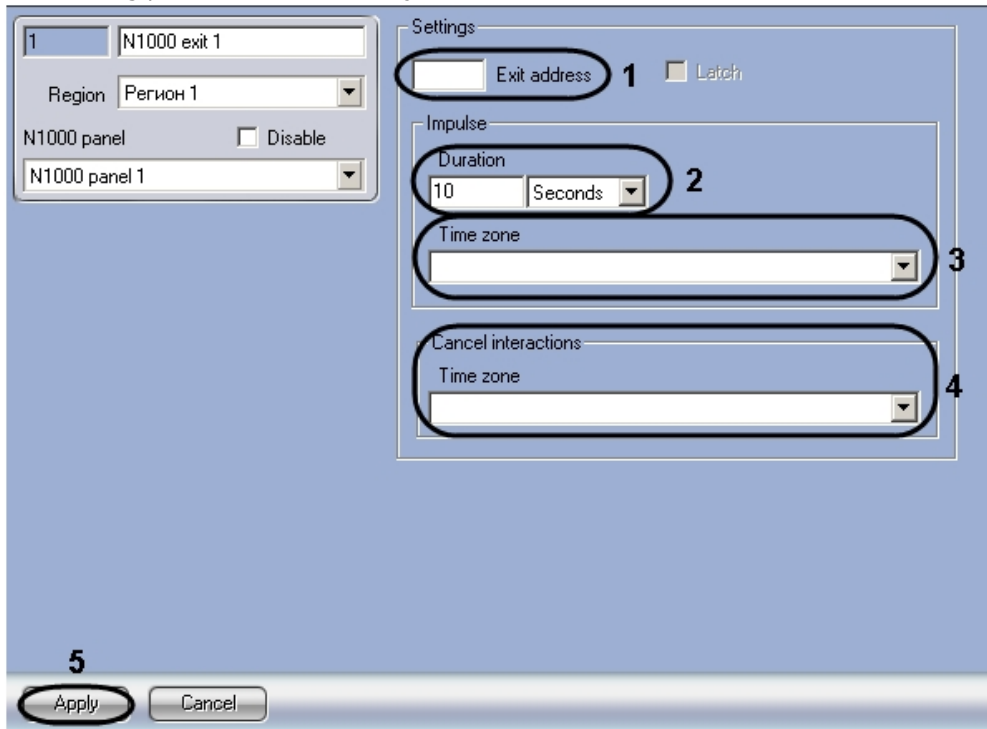 1 N1000 exit 1
Region Регион 1
N1000 panel Disable
N1000 panel 1
Settings
Exit address 1 Latch
Impulse
Duration
10 Seconds 2
Time zone
3
Cancel interactions
Time zone
4
5
Apply Cancel